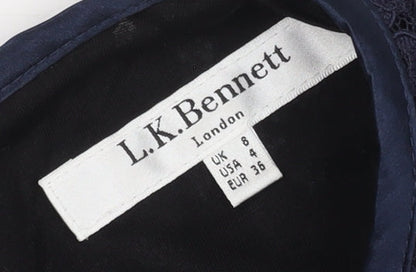 L.K.Bennett
London
UK 8
USA 4
EUR 36